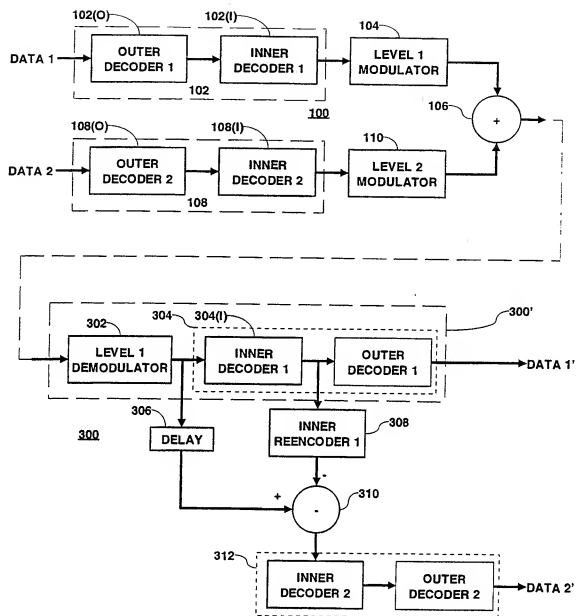 102(O)
102(I)
104
DATA 1
OUTER
DECODER 1
INNER
DECODER 1
LEVEL 1
MODULATOR
102
100
106
+
108(O)
108(I)
110
DATA 2
OUTER
DECODER 2
INNER
DECODER 2
LEVEL 2
MODULATOR
108
302
304
304(I)
300'
LEVEL 1
DEMODULATOR
INNER
DECODER 1
OUTER
DECODER 1
DATA 1'
306
300
DELAY
INNER
REENCODER 1
308
-
+
-
310
312
INNER
DECODER 2
OUTER
DECODER 2
DATA 2'